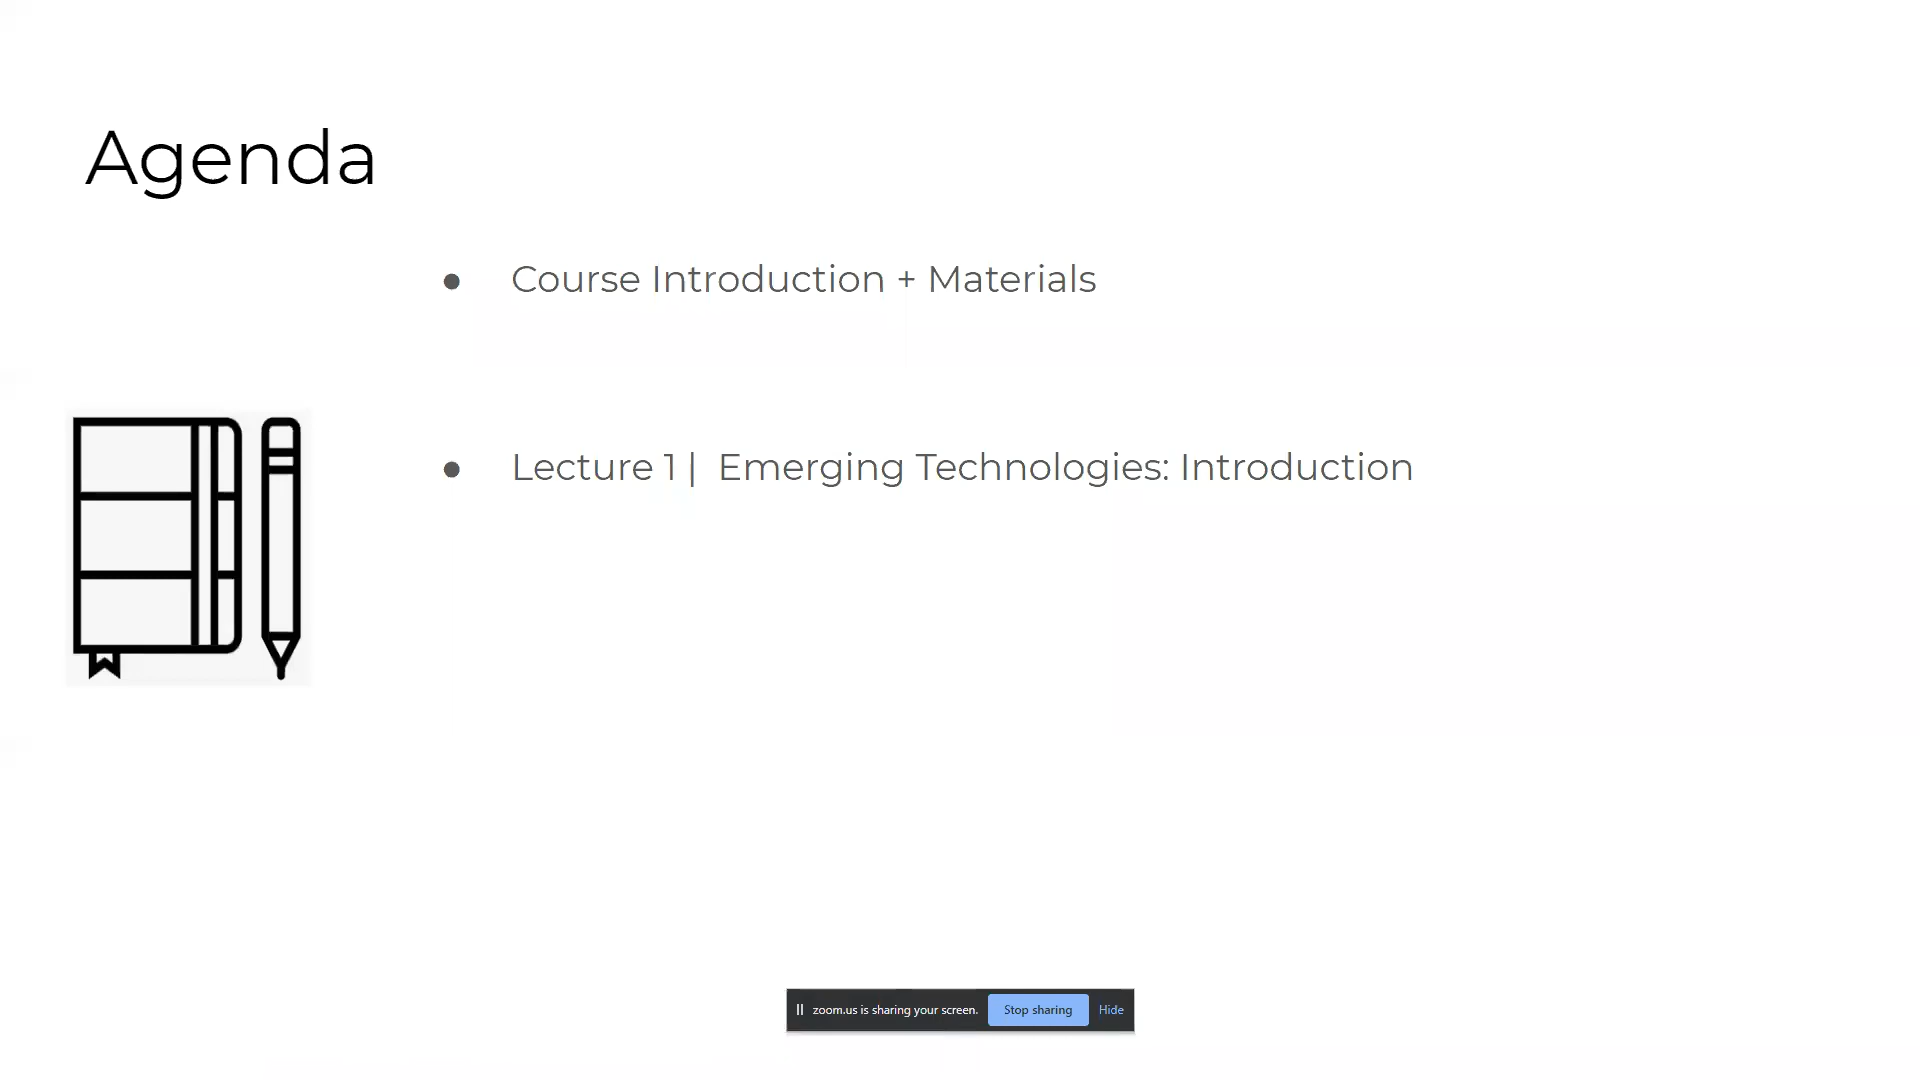 Agenda
● Course Introduction + Materials
● Lecture 1 | Emerging Technologies: Introduction
zoom.us is sharing your screen. Stop sharing Hide